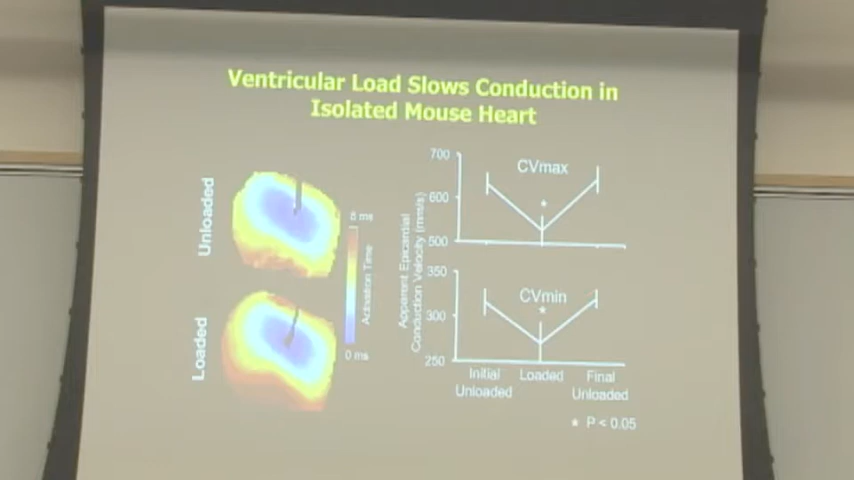 Ventricular Load Slows Conduction in
Isolated Mouse Heart
Unloaded
Loaded
8 ms
Activation Time
0 ms
Apparent Epicardial
Conduction Velocity (mm/s)
700
CVmax
600
*
500
350
CVmin
300
*
250
Initial
Unloaded
Loaded
Final
Unloaded
* P < 0.05